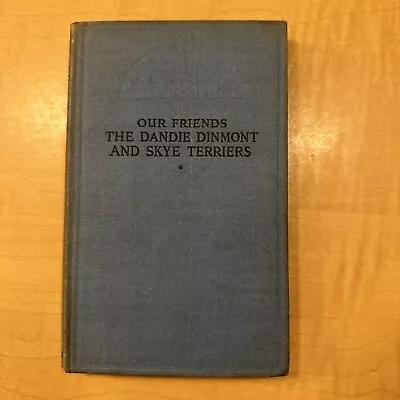 OUR FRIENDS
THE DANDIE DINMONT
AND SKYE TERRIERS